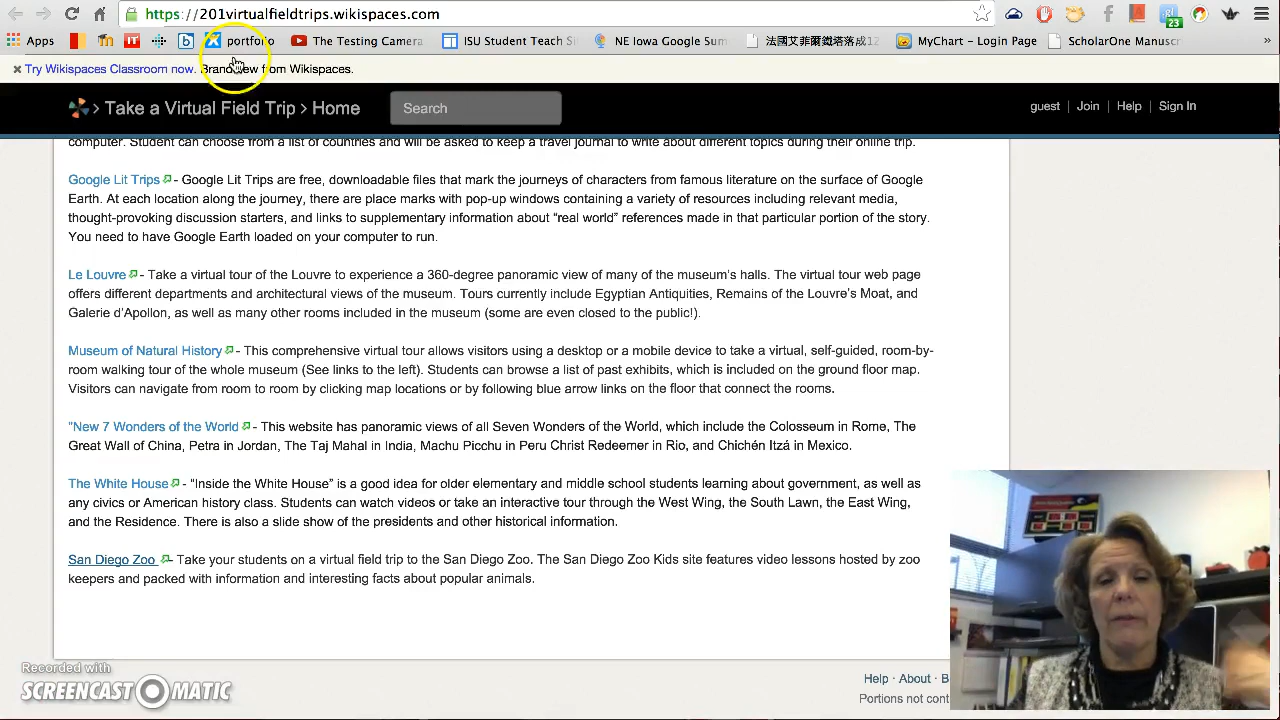 https://201virtualfieldtrips.wikispaces.com
23
Apps
portfolio
The Testing Camera
ISU Student Teach Si
NE Iowa Google Sum
法國艾菲爾鐵塔落成12
MyChart - Login Page
ScholarOne Manuscr
»
Try Wikispaces Classroom now. Brand new from Wikispaces.
Take a Virtual Field Trip > Home
Search
guest | Join | Help | Sign In
computer. Student can choose from a list of countries and will be asked to keep a travel journal to write about different topics during their online trip.
Google Lit Trips - Google Lit Trips are free, downloadable files that mark the journeys of characters from famous literature on the surface of Google
Earth. At each location along the journey, there are place marks with pop-up windows containing a variety of resources including relevant media,
thought-provoking discussion starters, and links to supplementary information about “real world” references made in that particular portion of the story.
You need to have Google Earth loaded on your computer to run.
Le Louvre - Take a virtual tour of the Louvre to experience a 360-degree panoramic view of many of the museum's halls. The virtual tour web page
offers different departments and architectural views of the museum. Tours currently include Egyptian Antiquities, Remains of the Louvre's Moat, and
Galerie d'Apollon, as well as many other rooms included in the museum (some are even closed to the public!).
Museum of Natural History - This comprehensive virtual tour allows visitors using a desktop or a mobile device to take a virtual, self-guided, room-by-
room walking tour of the whole museum (See links to the left). Students can browse a list of past exhibits, which is included on the ground floor map.
Visitors can navigate from room to room by clicking map locations or by following blue arrow links on the floor that connect the rooms.
"New 7 Wonders of the World - This website has panoramic views of all Seven Wonders of the World, which include the Colosseum in Rome, The
Great Wall of China, Petra in Jordan, The Taj Mahal in India, Machu Picchu in Peru Christ Redeemer in Rio, and Chichén Itzá in Mexico.
The White House - “Inside the White House” is a good idea for older elementary and middle school students learning about government, as well as
any civics or American history class. Students can watch videos or take an interactive tour through the West Wing, the South Lawn, the East Wing,
and the Residence. There is also a slide show of the presidents and other historical information.
San Diego Zoo - Take your students on a virtual field trip to the San Diego Zoo. The San Diego Zoo Kids site features video lessons hosted by zoo
keepers and packed with information and interesting facts about popular animals.
Help · About · B
Portions not cont
Recorded with
SCREENCAST-O-MATIC